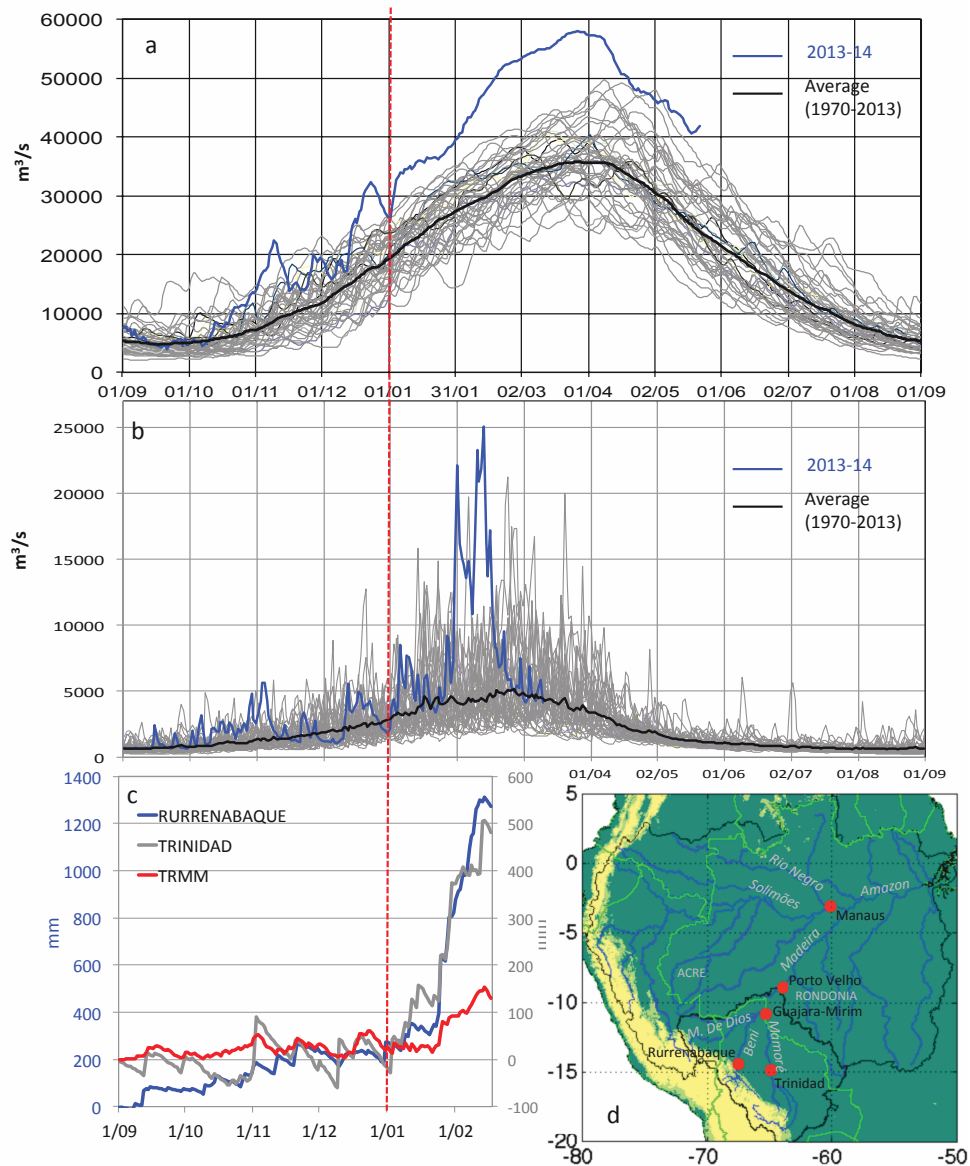 a
2013-14
Average
(1970-2013)
m³/s
60000
50000
40000
30000
20000
10000
0
01/09 01/10 01/11 01/12 01/01 31/01 02/03 01/04 02/05 01/06 02/07 01/08 01/09
b
2013-14
Average
(1970-2013)
m³/s
25000
20000
15000
10000
5000
0
01/04 02/05 01/06 02/07 01/08 01/09
c
RURRENABAQUE
TRINIDAD
TRMM
mm
1400
1200
1000
800
600
400
200
0
600
500
400
300
200
100
0
-100
1/09 1/10 1/11 1/12 1/01 1/02
5
0
-5
-10
-15
-20
Rio Negro
Solimões
Amazon
Manaus
Madeira
ACRE
Porto Velho
RONDONIA
Guajara-Mirim
M. De Dios
Beni
Mamoré
Rurrenabaque
Trinidad
d
-80 -70 -60 -50